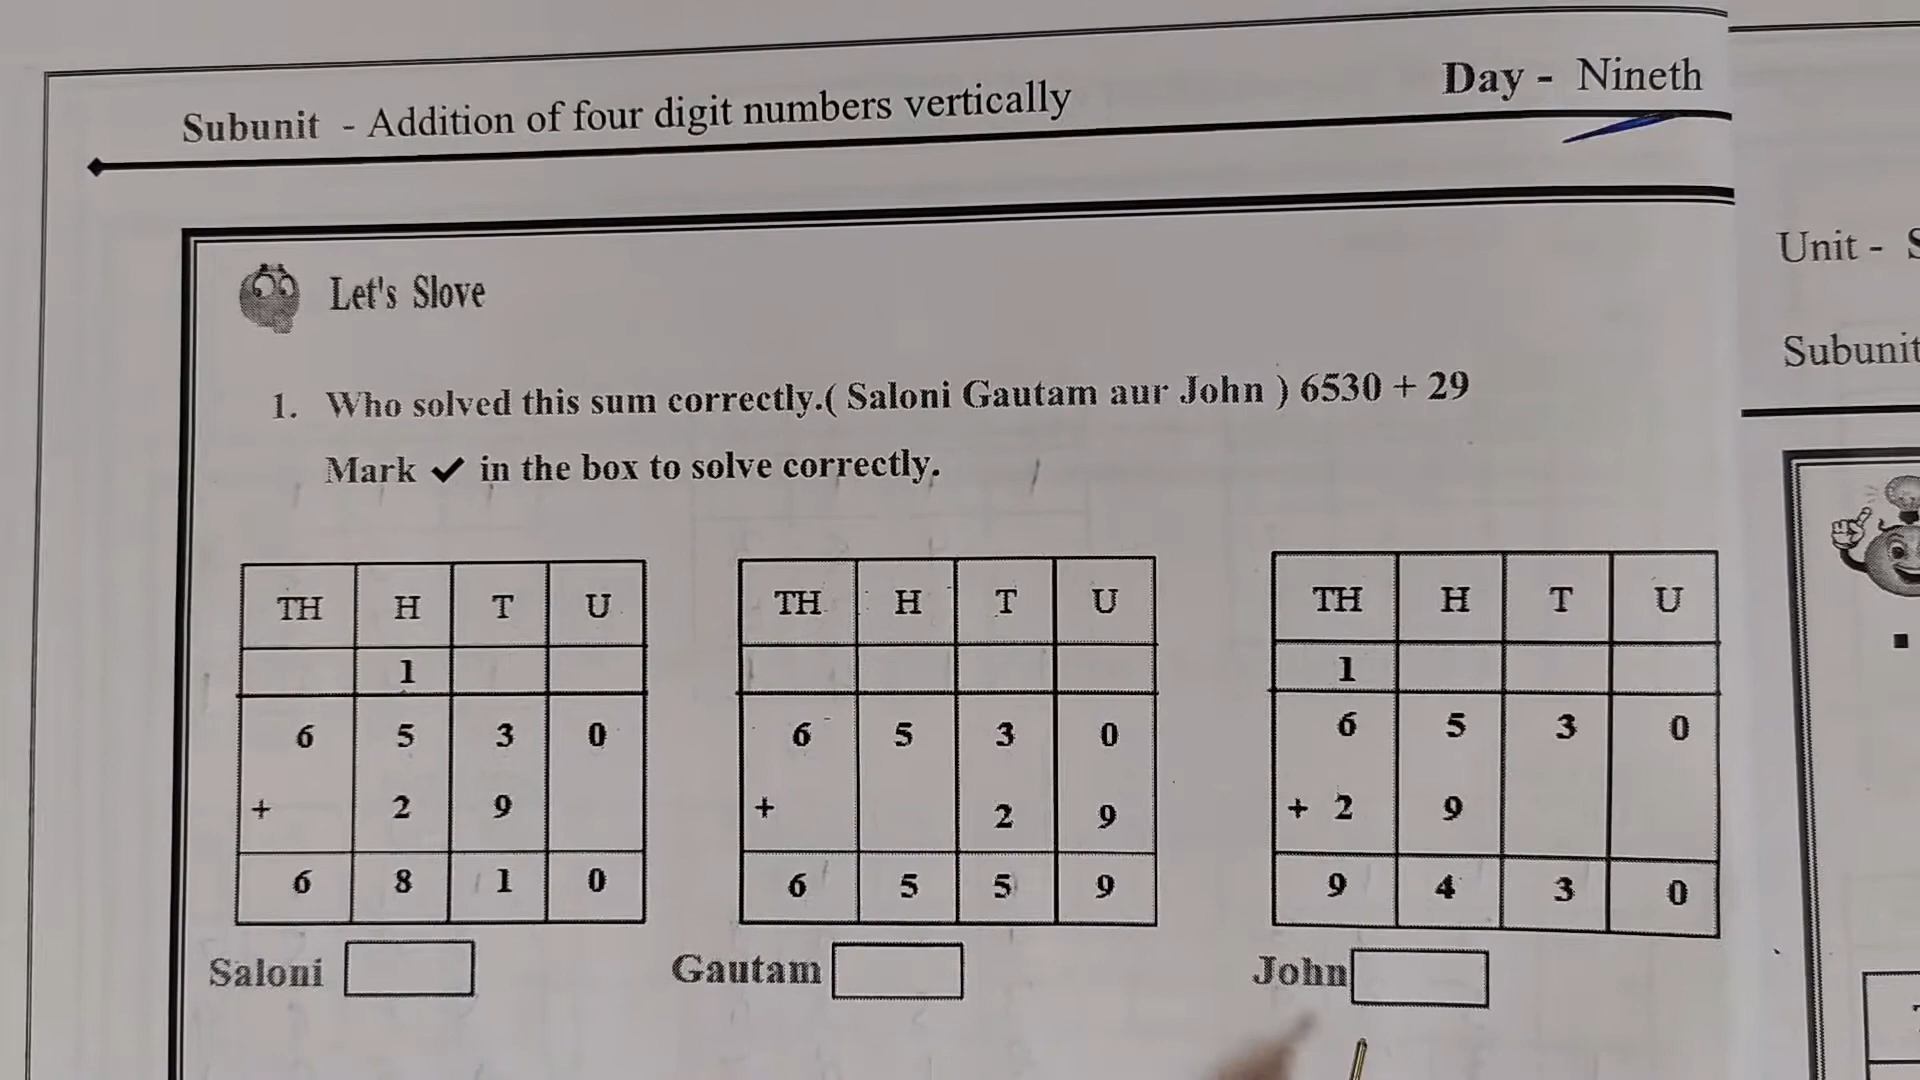 Subunit - Addition of four digit numbers vertically
Day - Nineth
Let's Slove
1. Who solved this sum correctly.( Saloni Gautam aur John ) 6530 + 29
Mark ✔ in the box to solve correctly.
TH H T U
1
6 5 3 0
+ 2 9
6 8 1 0
Saloni
TH H T U
6 5 3 0
+ 2 9
6 5 5 9
Gautam
TH H T U
1
6 5 3 0
+ 2 9
9 4 3 0
John
Unit -
Subunit